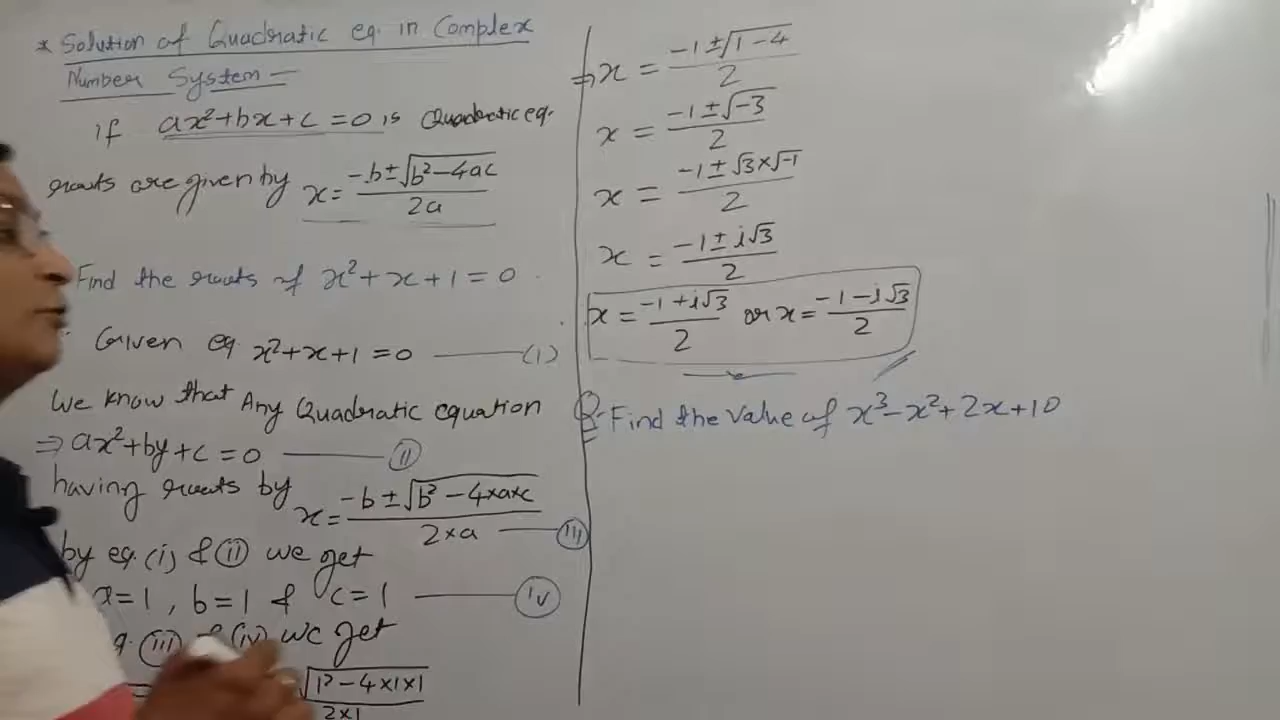 * Solution of Quadratic eq. in Complex
Number System —
if ax²+bx+c=0 is Quadratic eq.
roots are given by x = (-b±√(b²-4ac))/2a
Find the roots of x²+x+1=0.
Given eq. x²+x+1=0 ——(i)
We know that Any Quadratic equation
⇒ ax²+by+c=0 —— (ii)
having roots by x = (-b±√(b²-4×a×c))/(2×a) —— (iii)
by eq. (i) & (ii) we get
a=1, b=1 & c=1 —— (iv)
(iii) & (iv) we get
√(1²-4×1×1)/(2×1)
⇒ x = (-1±√(1-4))/2
x = (-1±√-3)/2
x = (-1±√3×√-1)/2
x = (-1±i√3)/2
x = (-1+i√3)/2 or x = (-1-i√3)/2
Q. Find the value of x³-x²+2x+10